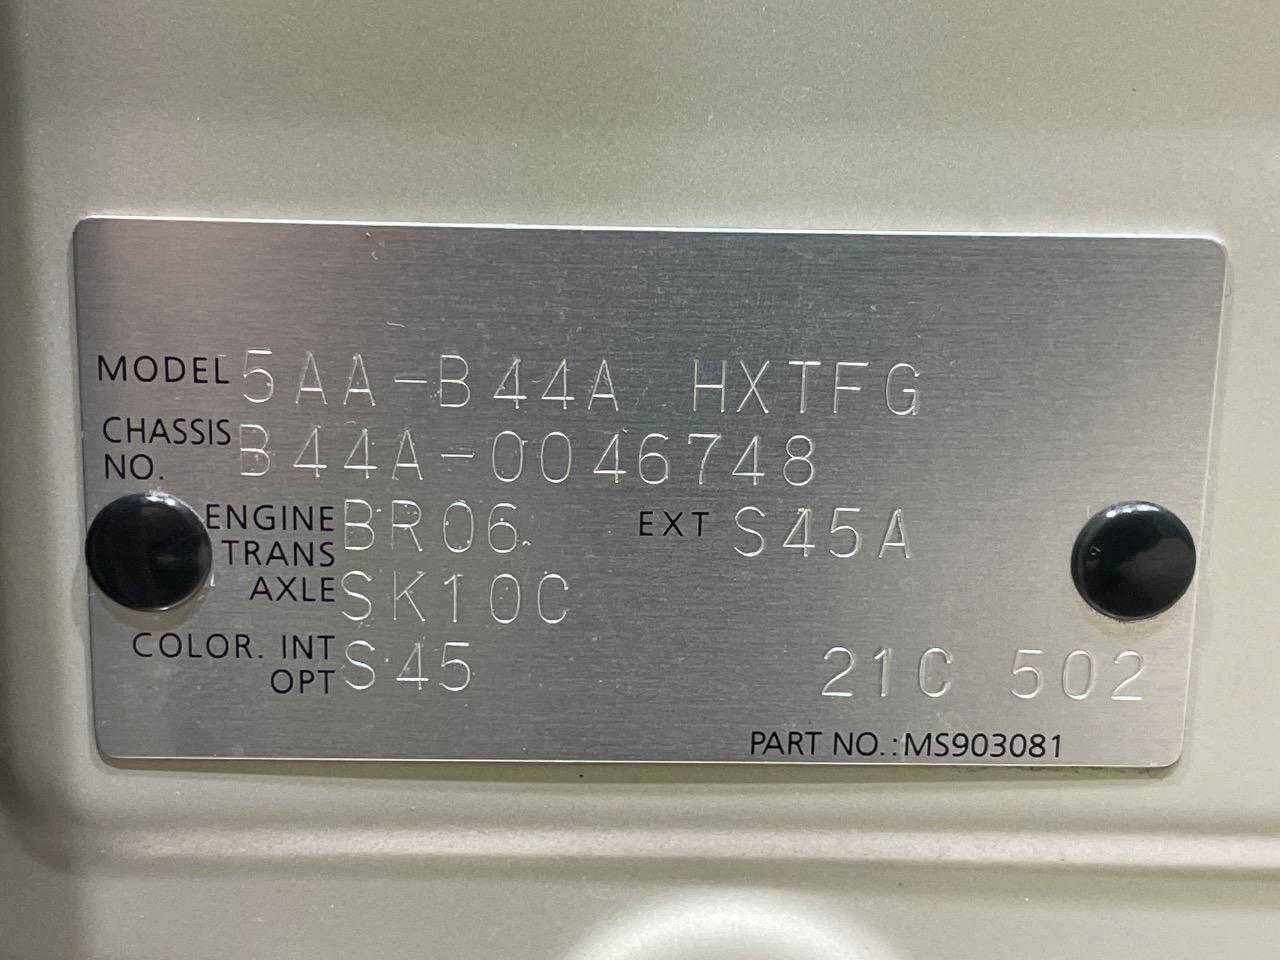 MODEL 5AA-B44A HXTFG
CHASSIS NO. B44A-0046748
ENGINE BR06 EXT S45A
TRANS AXLE SK10C
COLOR. INT S45
OPT 21C 502
PART NO.:MS903081